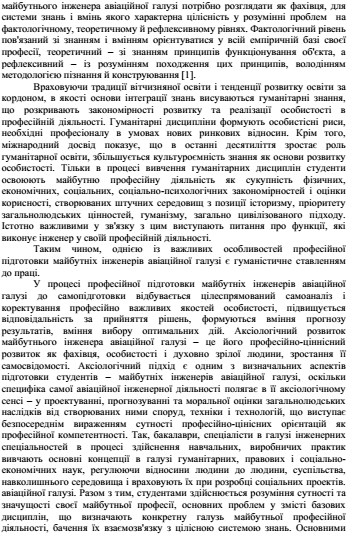 майбутнього інженера авіаційної галузі потрібно розглядати як фахівця, для
системи знань і вмінь якого характерна цілісність у розумінні проблем на
фактологічному, теоретичному й рефлексивному рівнях. Фактологічний рівень
пов'язаний зі знанням і вмінням орієнтуватися у всій емпіричній базі своєї
професії, теоретичний – зі знанням принципів функціонування об'єкта, а
рефлексивний – із розумінням походження цих принципів, володінням
методологією пізнання й конструювання [1].
Враховуючи традиції вітчизняної освіти і тенденції розвитку освіти за
кордоном, в якості основи інтеграції знань висуваються гуманітарні знання,
що розкривають закономірності розвитку та реалізації особистості в
професійній діяльності. Гуманітарні дисципліни формують особистісні риси,
необхідні професіоналу в умовах нових ринкових відносин. Крім того,
міжнародний досвід показує, що в останні десятиліття зростає роль
гуманітарної освіти, збільшується культуроємність знання як основи розвитку
особистості. Тільки в процесі вивчення гуманітарних дисциплін студенти
освоюють майбутню професійну діяльність як сукупність фізичних,
економічних, соціальних, соціально-психологічних закономірностей і оцінки
корисності, створюваних штучних середовищ з позиції історизму, пріоритету
загальнолюдських цінностей, гуманізму, загально цивілізованого підходу.
Істотно важливими у зв'язку з цим виступають питання про функції, які
виконує інженер у своїй професійній діяльності.
Таким чином, однією із важливих особливостей професійної
підготовки майбутніх інженерів авіаційної галузі є гуманістичне ставленням
до праці.
У процесі професійної підготовки майбутніх інженерів авіаційної
галузі до самопідготовки відбувається цілеспрямований самоаналіз і
коректування професійно важливих якостей особистості, підвищується
відповідальність за прийняття рішень, формуються вміння прогнозу
результатів, вміння вибору оптимальних дій. Аксіологічний розвиток
майбутнього інженера авіаційної галузі – це його професійно-ціннісний
розвиток як фахівця, особистості і духовно зрілої людини, зростання її
самосвідомості. Аксіологічний підхід є одним з визначальних аспектів
підготовки студентів – майбутніх інженерів авіаційної галузі, оскільки
специфіка самої авіаційної інженерної діяльності полягає в її аксіологічному
сенсі – у проектуванні, прогнозуванні та моральної оцінки загальнолюдських
наслідків від створюваних ними споруд, техніки і технологій, що виступає
безпосереднім вираженням сутності професійно-ціннісних орієнтацій як
професійної компетентності. Так, бакалаври, спеціалісти в галузі інженерних
спеціальностей в процесі здійснення навчальних, виробничих практик
вивчають основні концепції в галузі гуманітарних, правових і соціально-
економічних наук, регулюючи відносини людини до людини, суспільства,
навколишнього середовища і враховують їх при розробці соціальних проектів.
авіаційної галузі. Разом з тим, студентами здійснюється розуміння сутності та
значущості своєї майбутньої професії, основних проблем у змісті базових
дисциплін, що визначають конкретну галузь майбутньої професійної
діяльності, бачення їх взаємозв'язку з цілісною системою знань. Основними